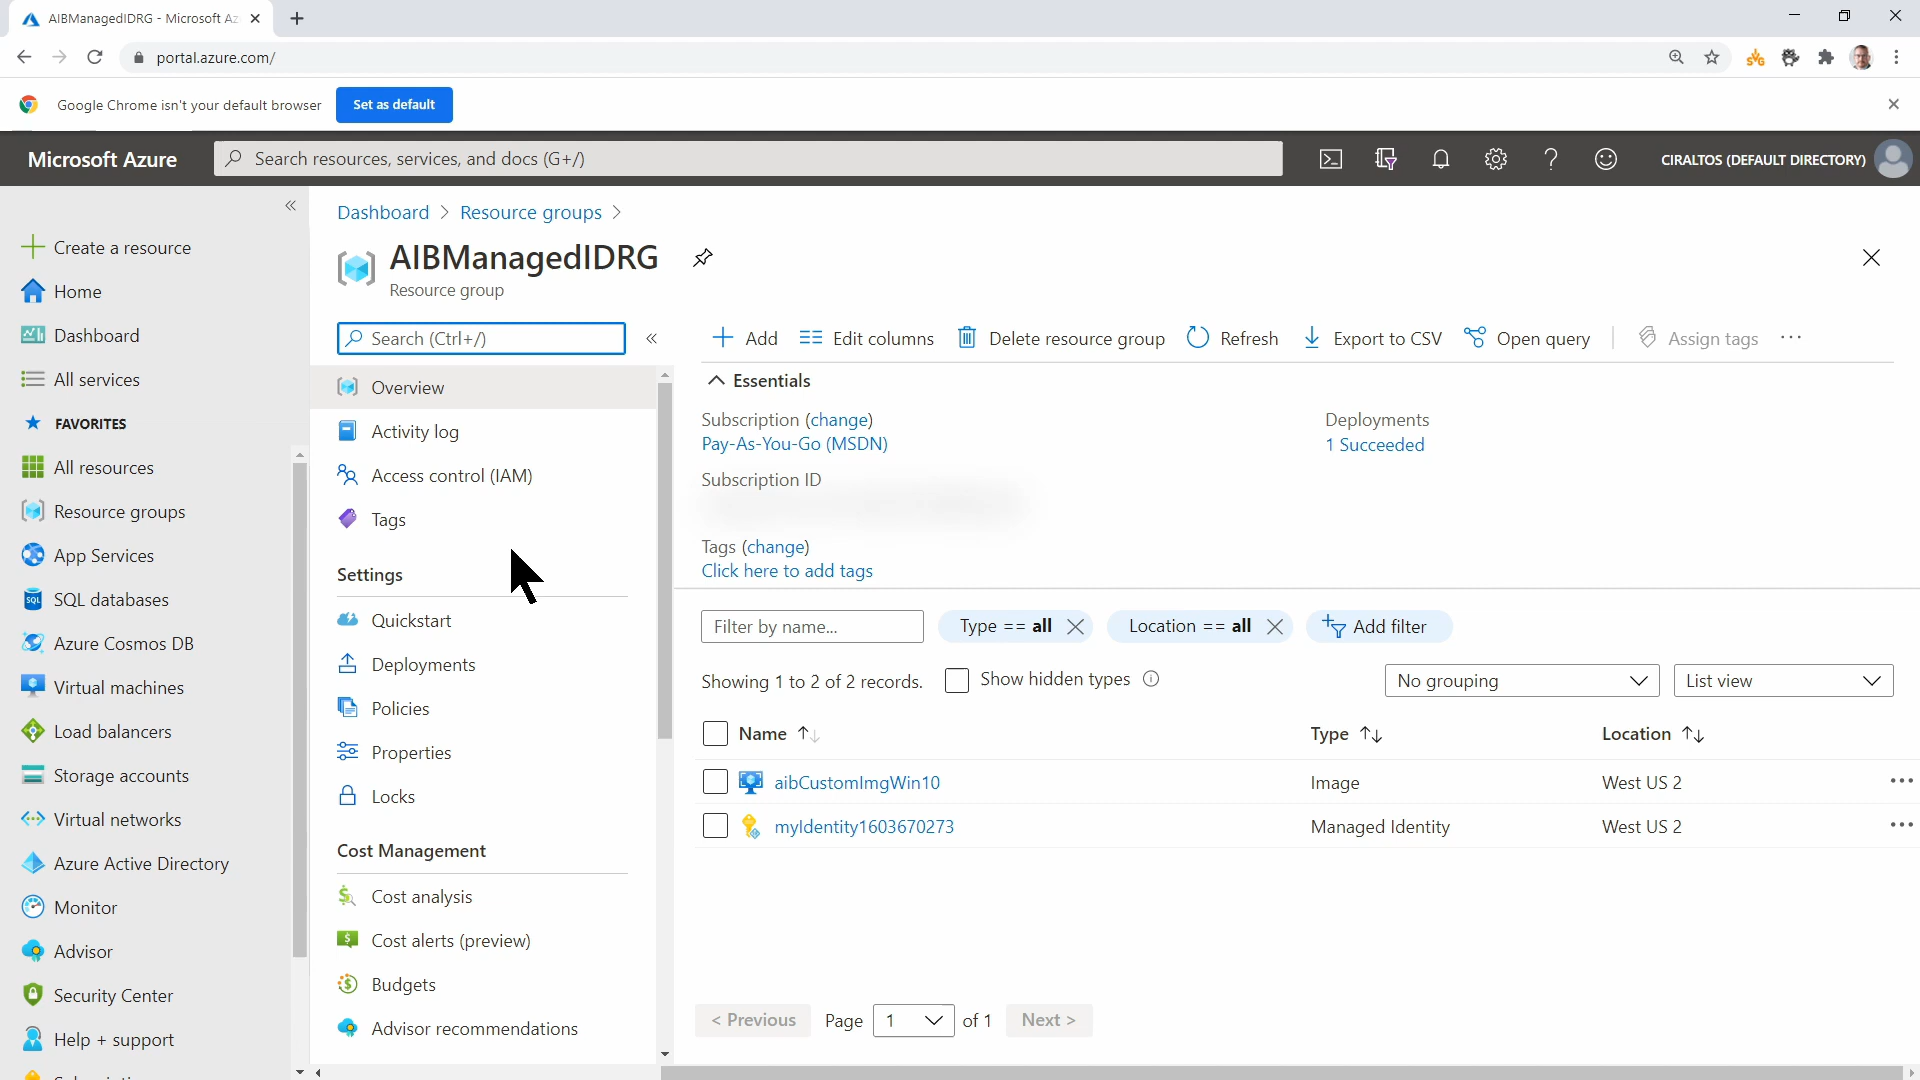 AIBManagedIDRG - Microsoft Az
portal.azure.com/
Google Chrome isn't your default browser
Set as default
Microsoft Azure
Search resources, services, and docs (G+/)
CIRALTOS (DEFAULT DIRECTORY)
Create a resource
Home
Dashboard
All services
FAVORITES
All resources
Resource groups
App Services
SQL databases
Azure Cosmos DB
Virtual machines
Load balancers
Storage accounts
Virtual networks
Azure Active Directory
Monitor
Advisor
Security Center
Help + support
Dashboard > Resource groups >
AIBManagedIDRG
Resource group
Search (Ctrl+/)
Overview
Activity log
Access control (IAM)
Tags
Settings
Quickstart
Deployments
Policies
Properties
Locks
Cost Management
Cost analysis
Cost alerts (preview)
Budgets
Advisor recommendations
Add Edit columns Delete resource group Refresh Export to CSV Open query Assign tags
Essentials
Subscription (change)
Pay-As-You-Go (MSDN)
Deployments
1 Succeeded
Subscription ID
Tags (change)
Click here to add tags
Filter by name... Type == all Location == all Add filter
Showing 1 to 2 of 2 records. Show hidden types No grouping List view
Name Type Location
aibCustomImgWin10 Image West US 2
myIdentity1603670273 Managed Identity West US 2
< Previous Page 1 of 1 Next >